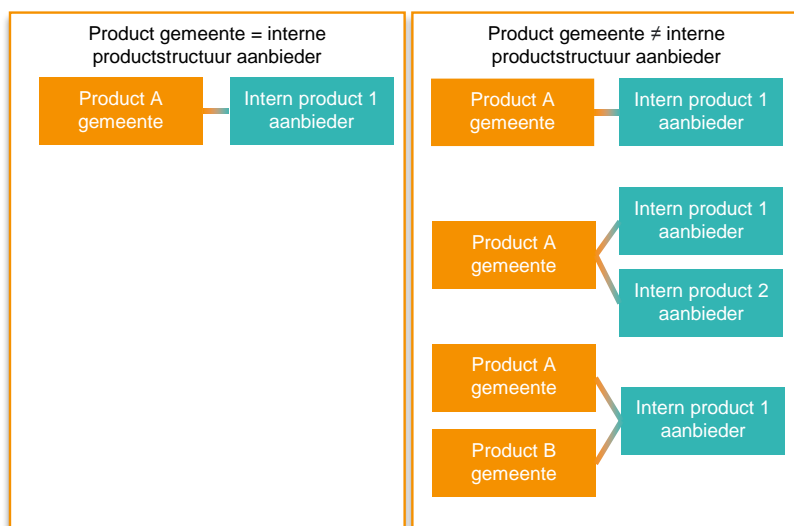 Product gemeente = interne
productstructuur aanbieder
Product A
gemeente
Intern product 1
aanbieder
Product gemeente ≠ interne
productstructuur aanbieder
Product A
gemeente
Intern product 1
aanbieder
Product A
gemeente
Intern product 1
aanbieder
Intern product 2
aanbieder
Product A
gemeente
Product B
gemeente
Intern product 1
aanbieder